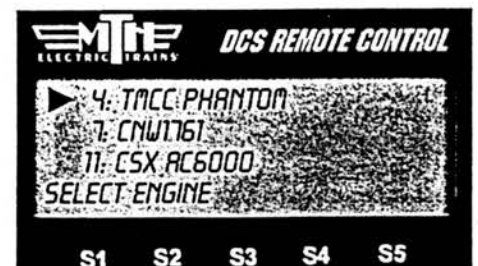 MTH
ELECTRIC TRAINS
DCS REMOTE CONTROL
4: TMCC PHANTOM
7: CNW1761
11: CSX AC6000
SELECT ENGINE
S1 S2 S3 S4 S5